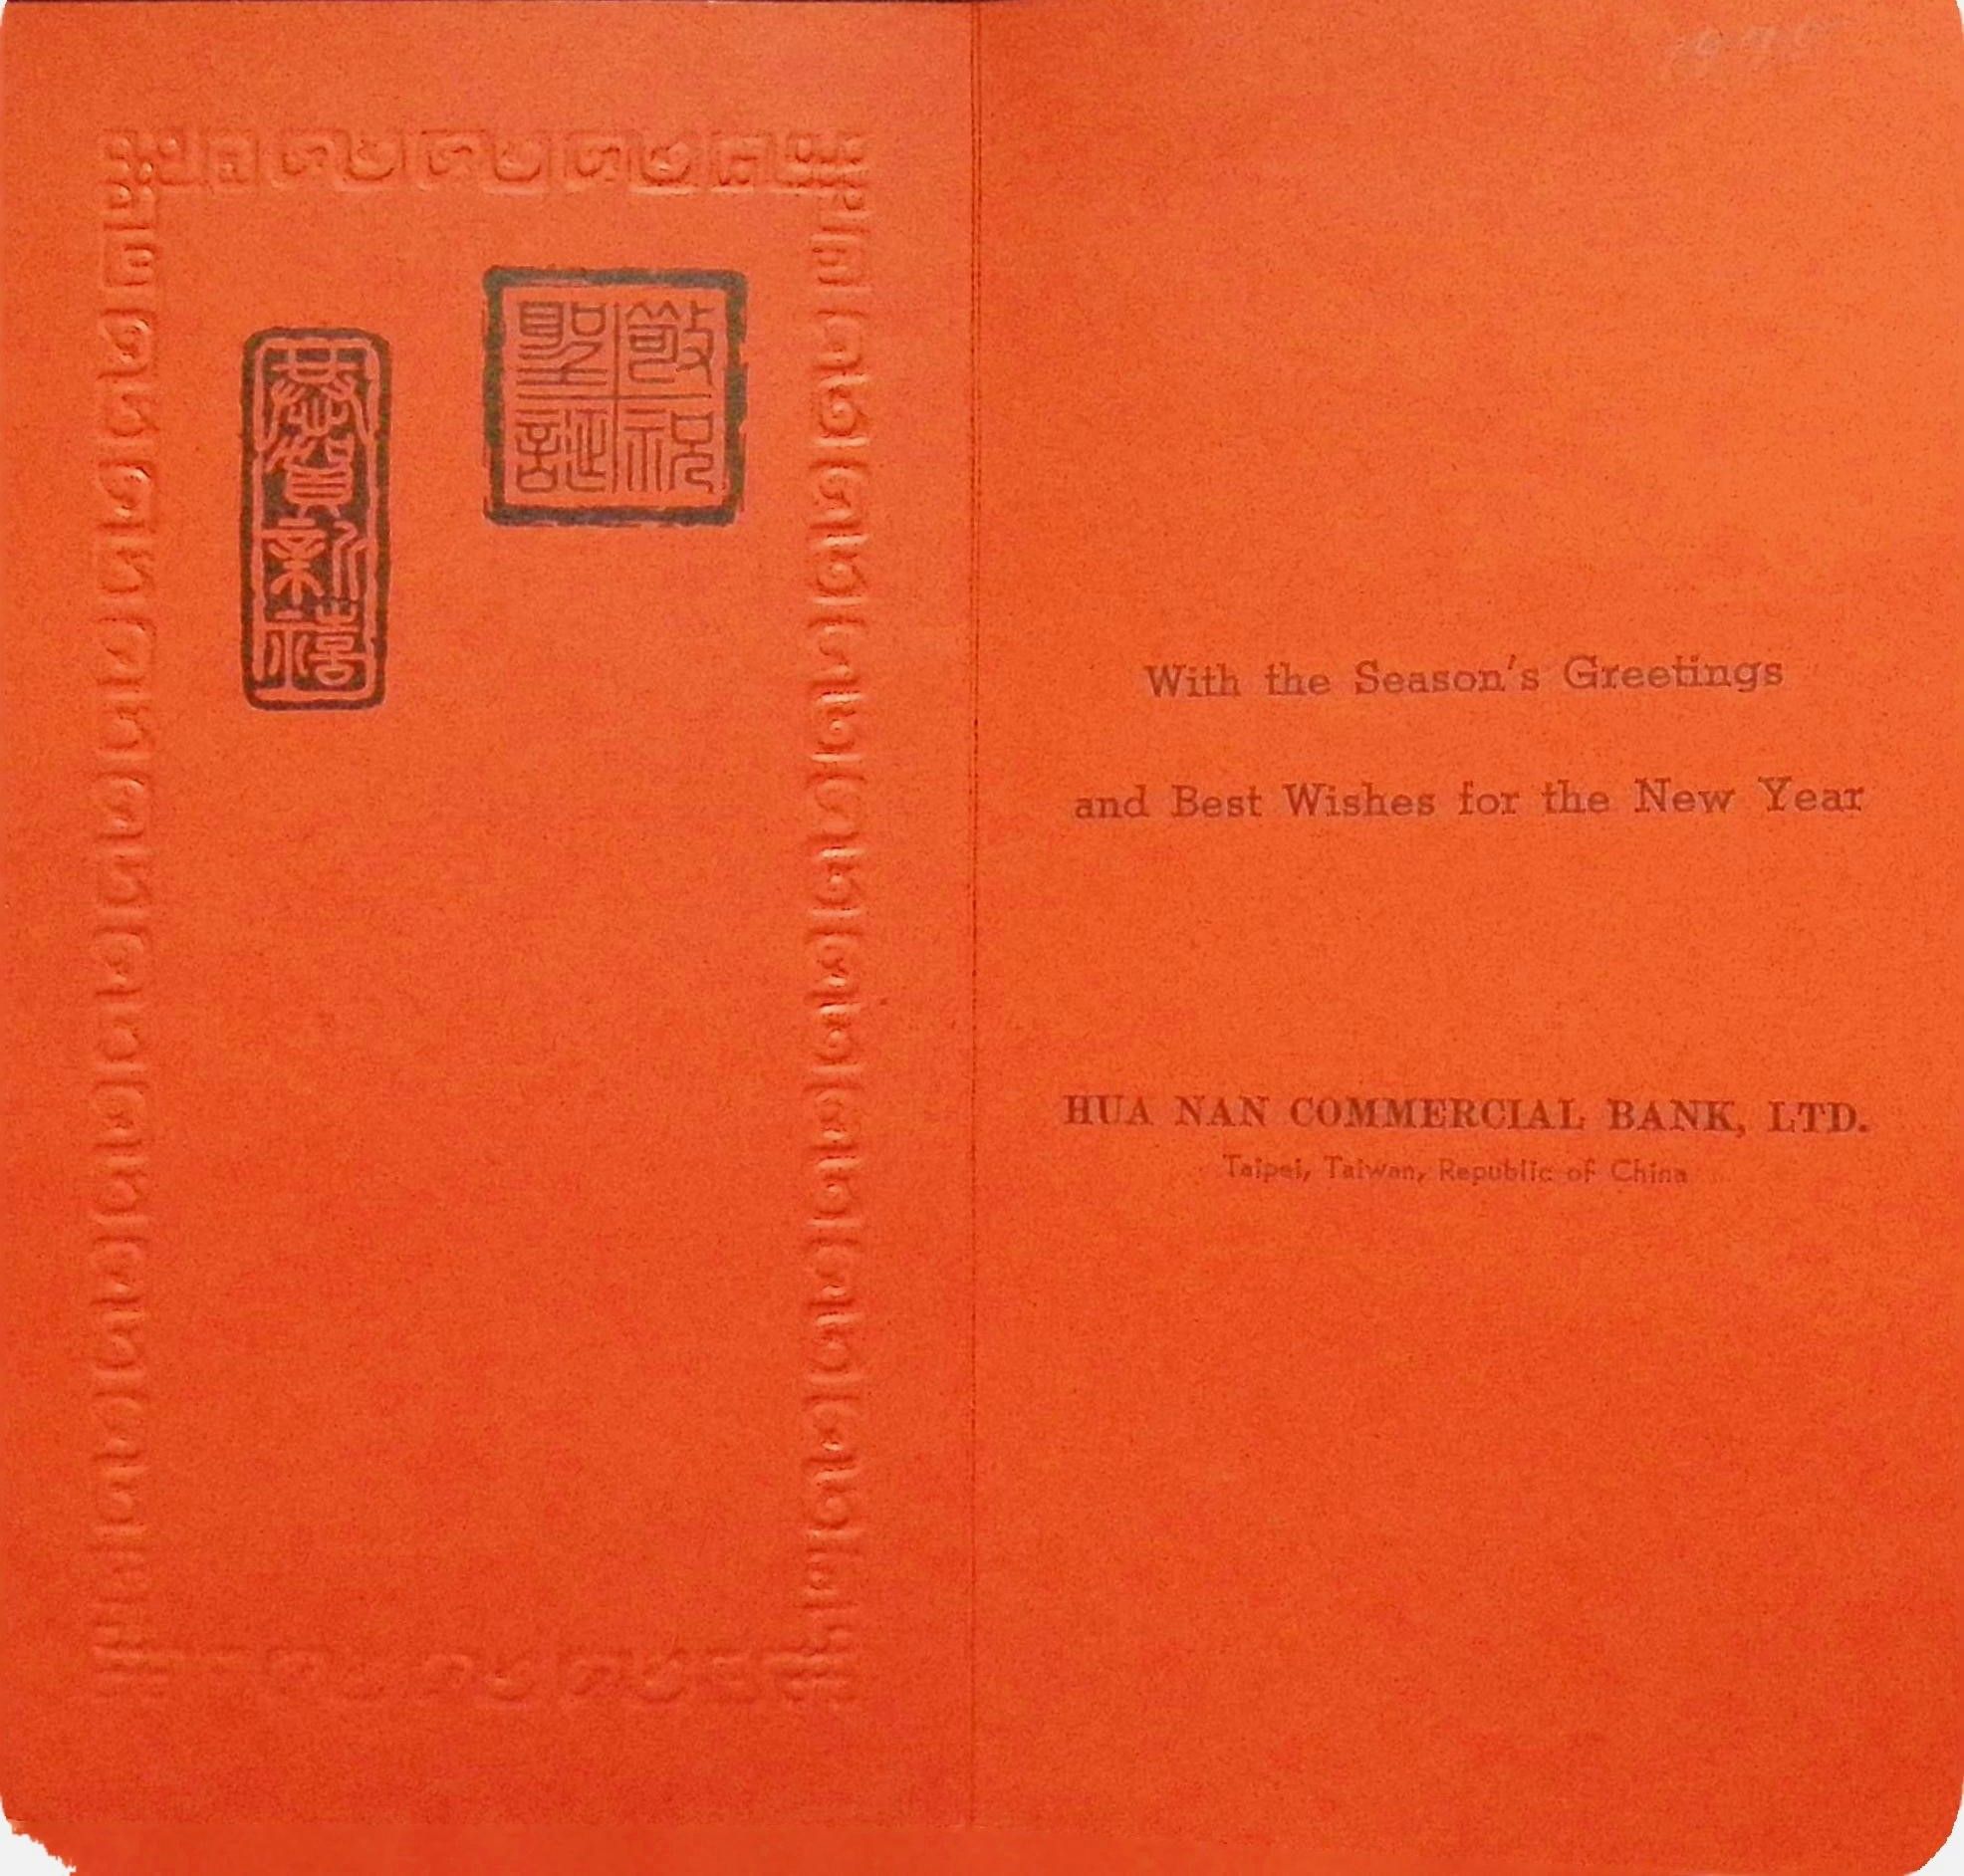 敬祝
聖誕
恭賀新禧
With the Season's Greetings
and Best Wishes for the New Year
HUA NAN COMMERCIAL BANK, LTD.
Taipei, Taiwan, Republic of China